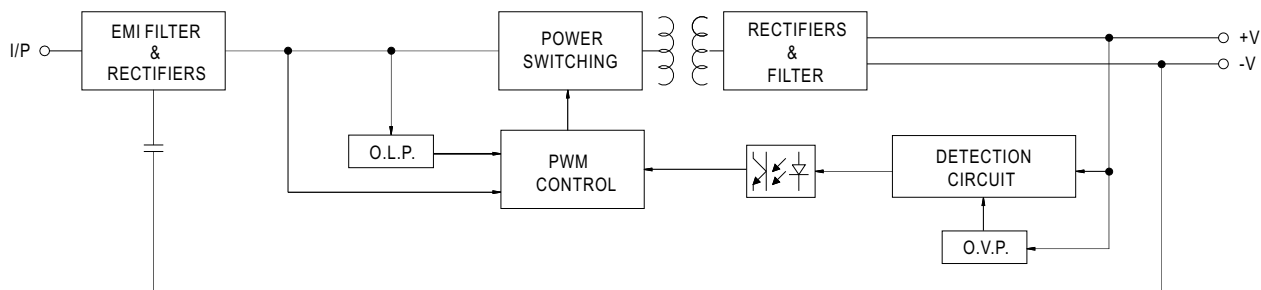 I/P
EMI FILTER
&
RECTIFIERS
POWER
SWITCHING
RECTIFIERS
&
FILTER
+V
-V
O.L.P.
PWM
CONTROL
DETECTION
CIRCUIT
O.V.P.